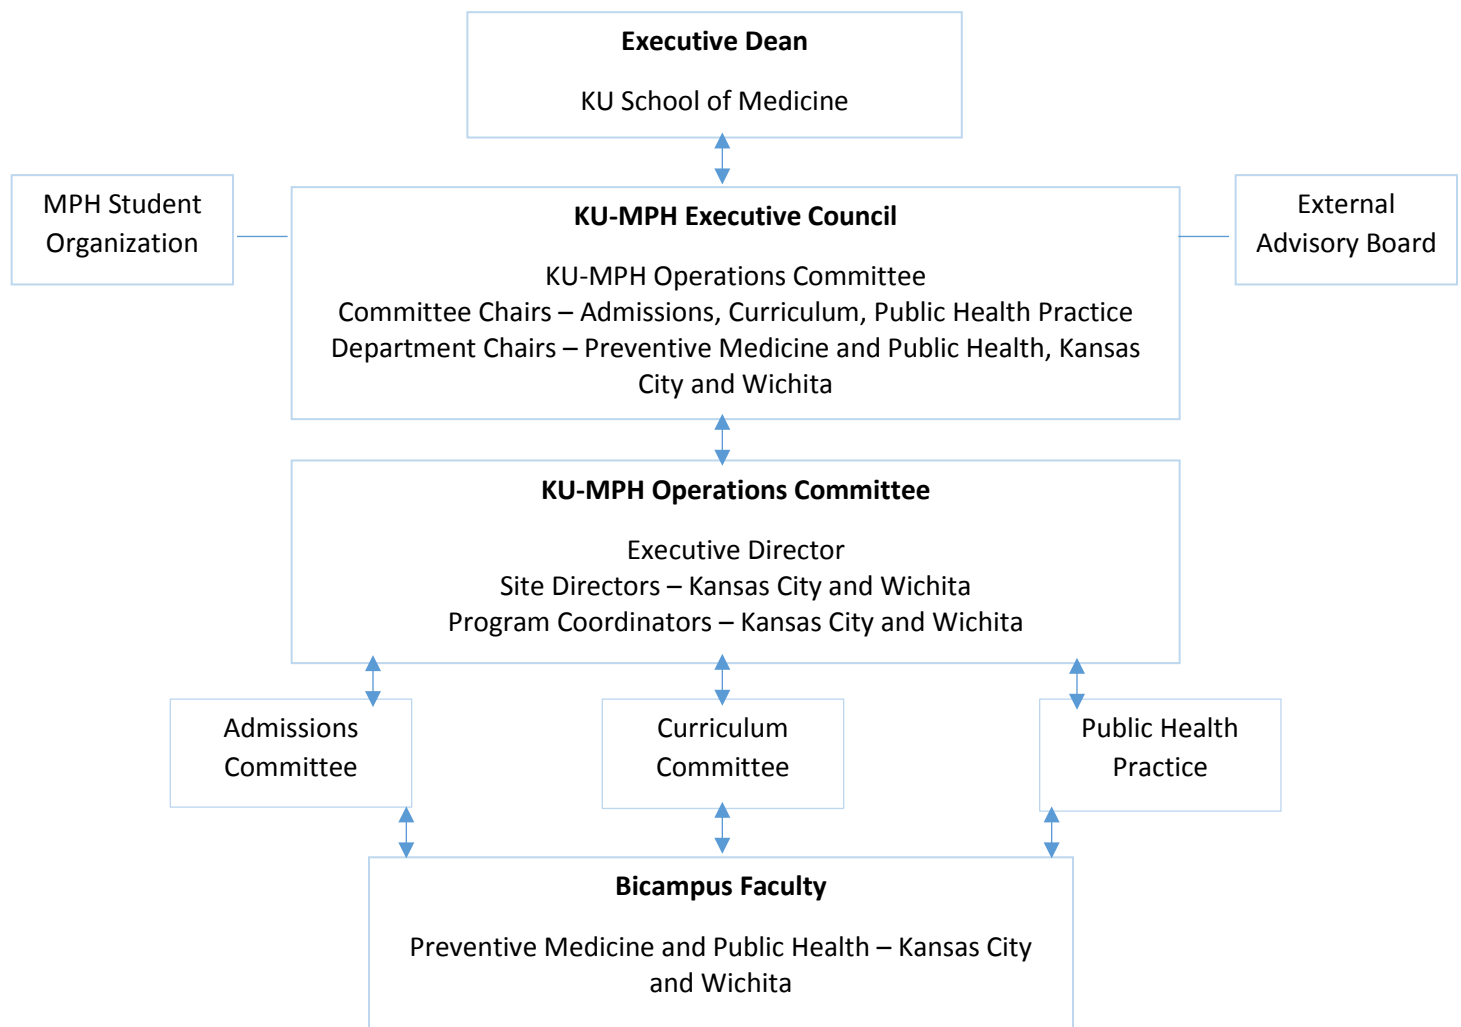 Executive Dean
KU School of Medicine
MPH Student
Organization
KU-MPH Executive Council
KU-MPH Operations Committee
Committee Chairs – Admissions, Curriculum, Public Health Practice
Department Chairs – Preventive Medicine and Public Health, Kansas
City and Wichita
External
Advisory Board
KU-MPH Operations Committee
Executive Director
Site Directors – Kansas City and Wichita
Program Coordinators – Kansas City and Wichita
Admissions
Committee
Curriculum
Committee
Public Health
Practice
Bicampus Faculty
Preventive Medicine and Public Health – Kansas City
and Wichita